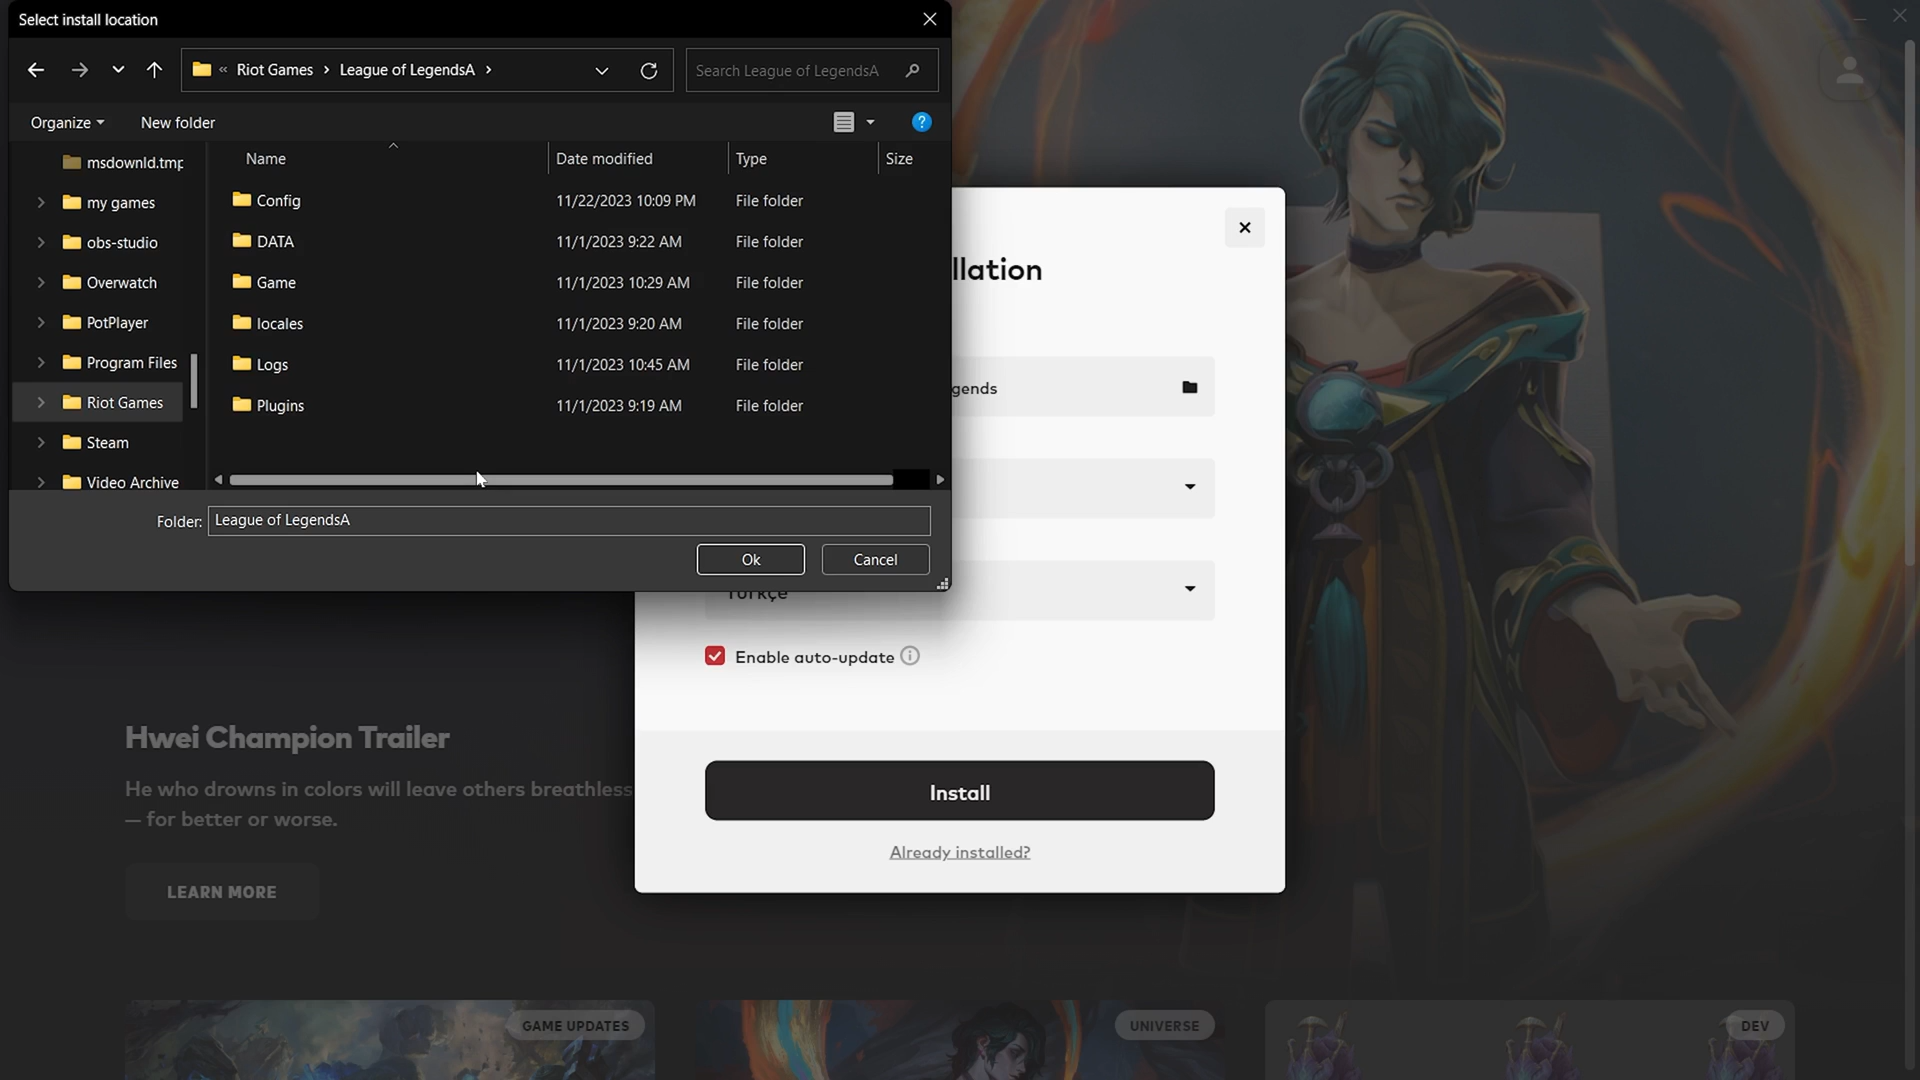 Select install location
« Riot Games › League of LegendsA ›
Search League of LegendsA
Organize
New folder
?
Name
Date modified
Type
Size
msdownld.tmp
my games
obs-studio
Overwatch
PotPlayer
Program Files
Riot Games
Steam
Video Archive
Config 11/22/2023 10:09 PM File folder
DATA 11/1/2023 9:22 AM File folder
Game 11/1/2023 10:29 AM File folder
locales 11/1/2023 9:20 AM File folder
Logs 11/1/2023 10:45 AM File folder
Plugins 11/1/2023 9:19 AM File folder
Folder: League of LegendsA
Ok
Cancel
llation
gends
Türkçe
Enable auto-update
Install
Already installed?
Hwei Champion Trailer
He who drowns in colors will leave others breathless
— for better or worse.
LEARN MORE
GAME UPDATES
UNIVERSE
DEV